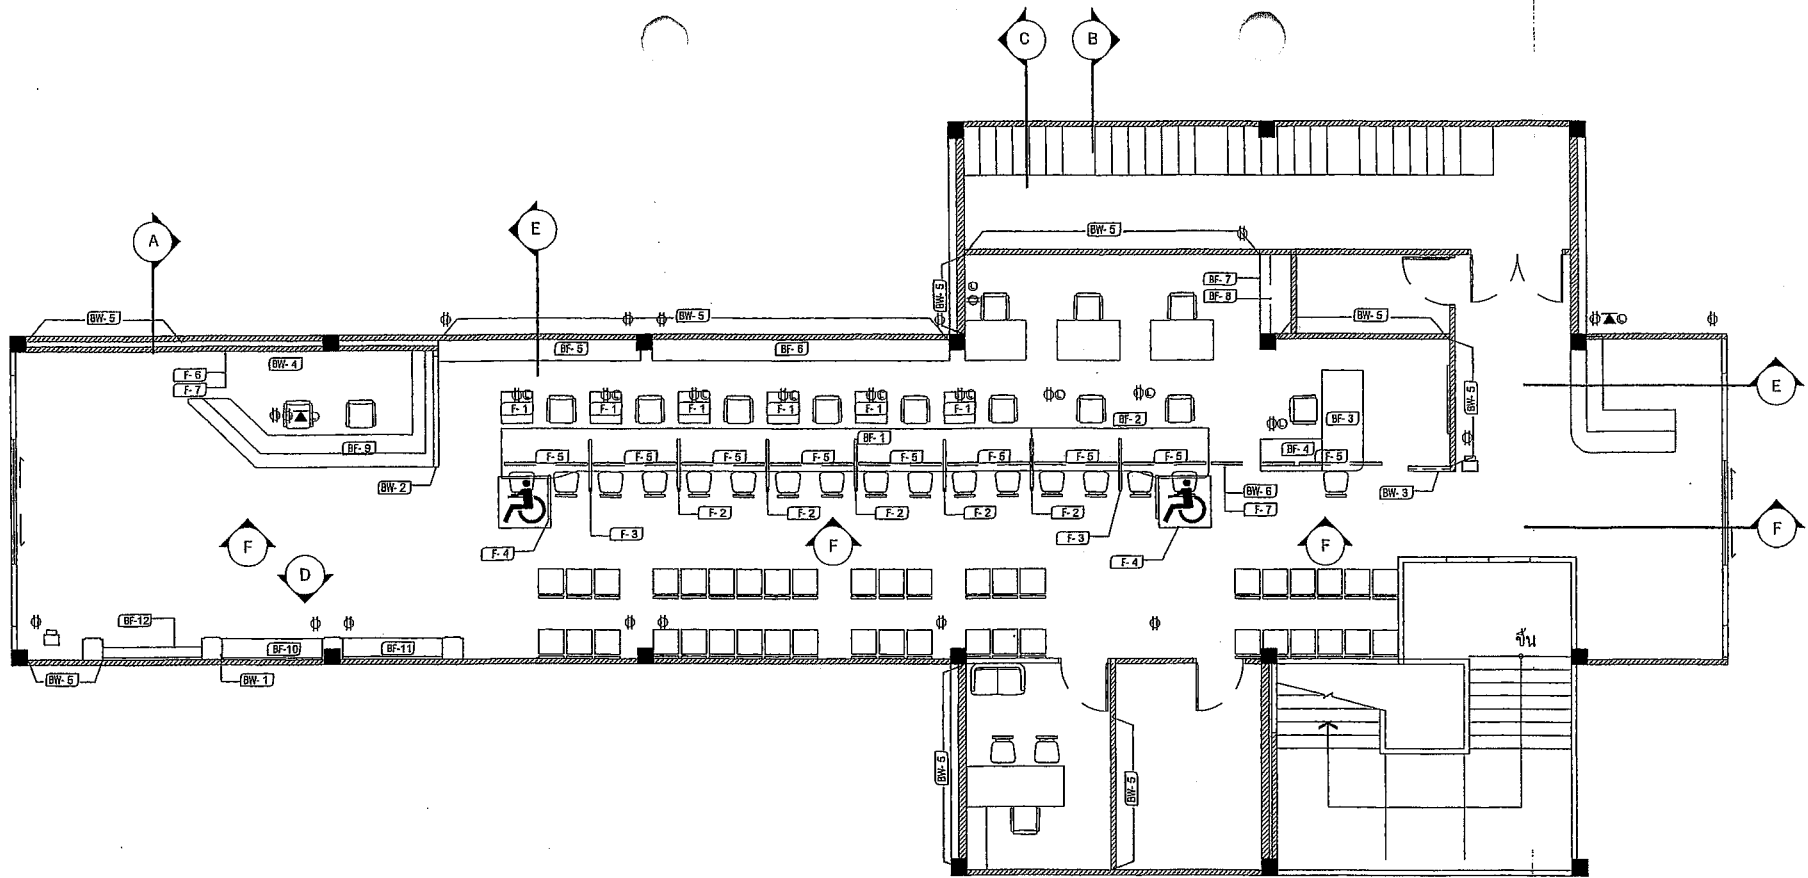 C B
A E
BW- 5
BF- 7
BF- 8
BW- 5
BW- 5 BW- 5 BW- 5
BF- 5 BF- 6
BW- 4
F- 6
F- 7
E
BW- 5
F- 1 F- 1 F- 1 F- 1 F- 1 F- 1
BF- 2 BF- 3
BF- 1
BF- 9 BF- 4
F- 5 F- 5 F- 5 F- 5 F- 5 F- 5 F- 5 F- 5 F- 5
BW- 2 BW- 6 BW- 3
F- 2 F- 2 F- 2 F- 2 F- 2 F- 7
F- 3 F- 3
F- 4 F- 4
F F F F
D
BF-12
BF-10 BF-11
ขึ้น
BW- 5 BW- 1
BW- 5 BW- 5